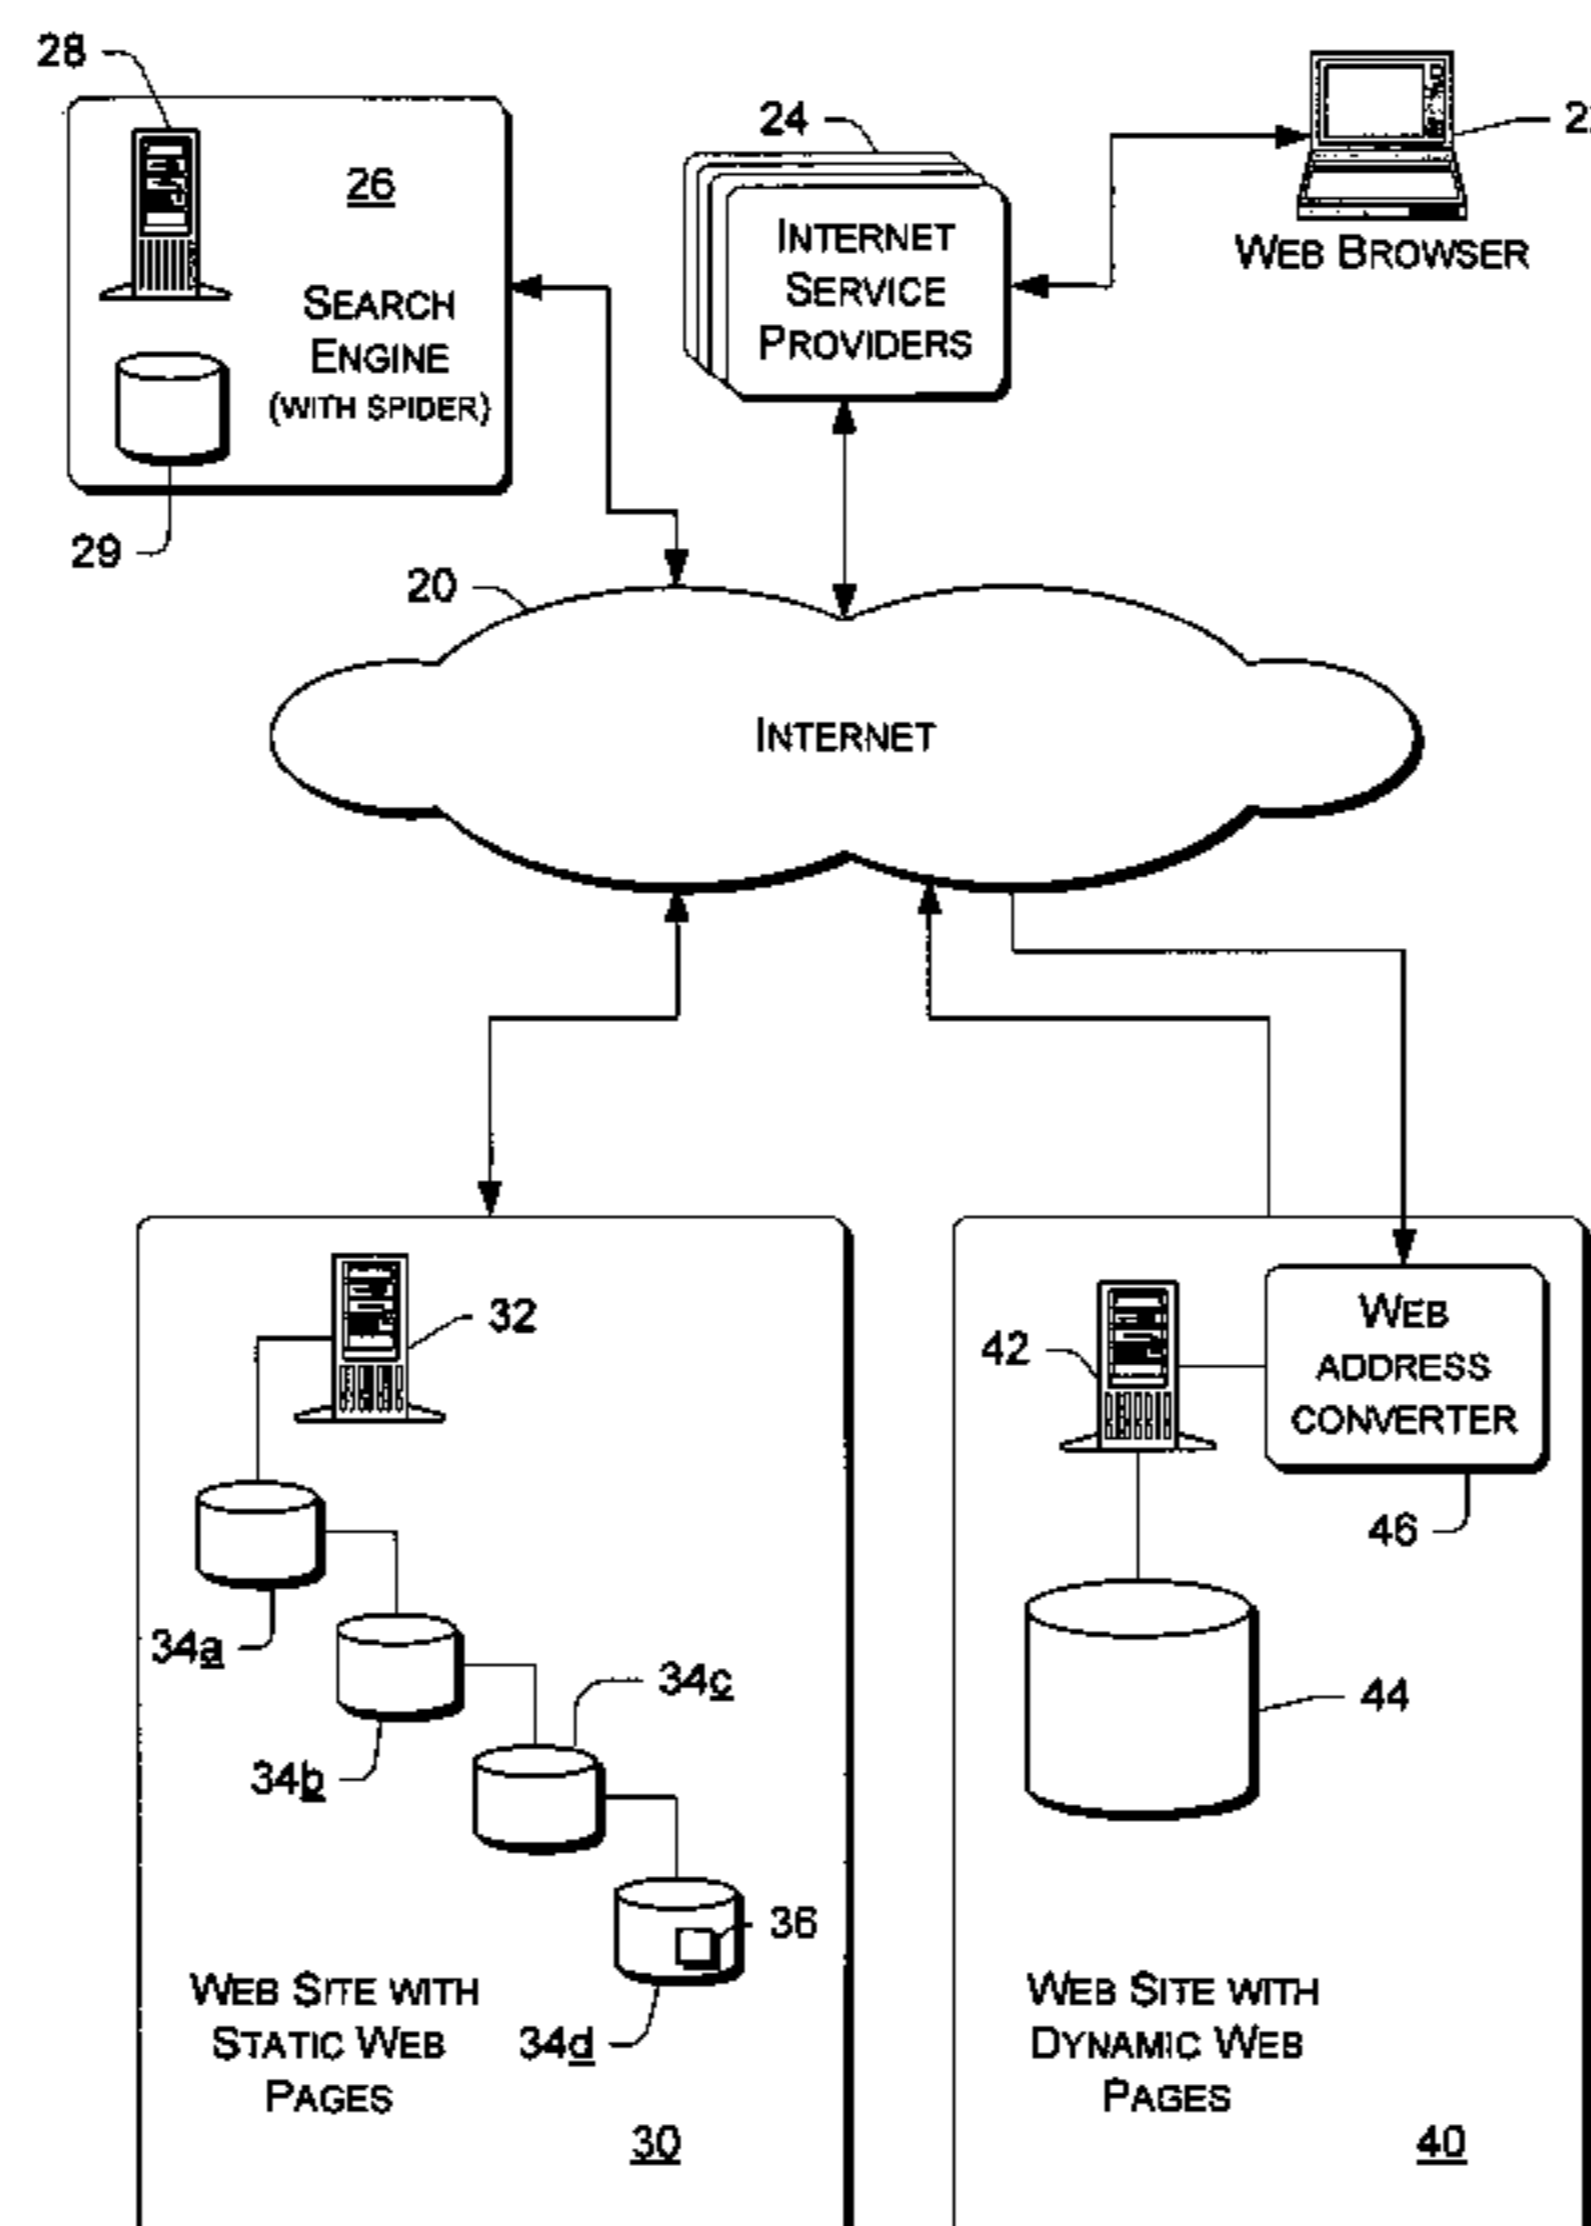 28
24
26
INTERNET
SERVICE
PROVIDERS
WEB BROWSER
SEARCH
ENGINE
(WITH SPIDER)
29
20
INTERNET
32
42
WEB
ADDRESS
CONVERTER
46
34a
34b
34c
44
36
34d
WEB SITE WITH
STATIC WEB
PAGES
30
WEB SITE WITH
DYNAMIC WEB
PAGES
40